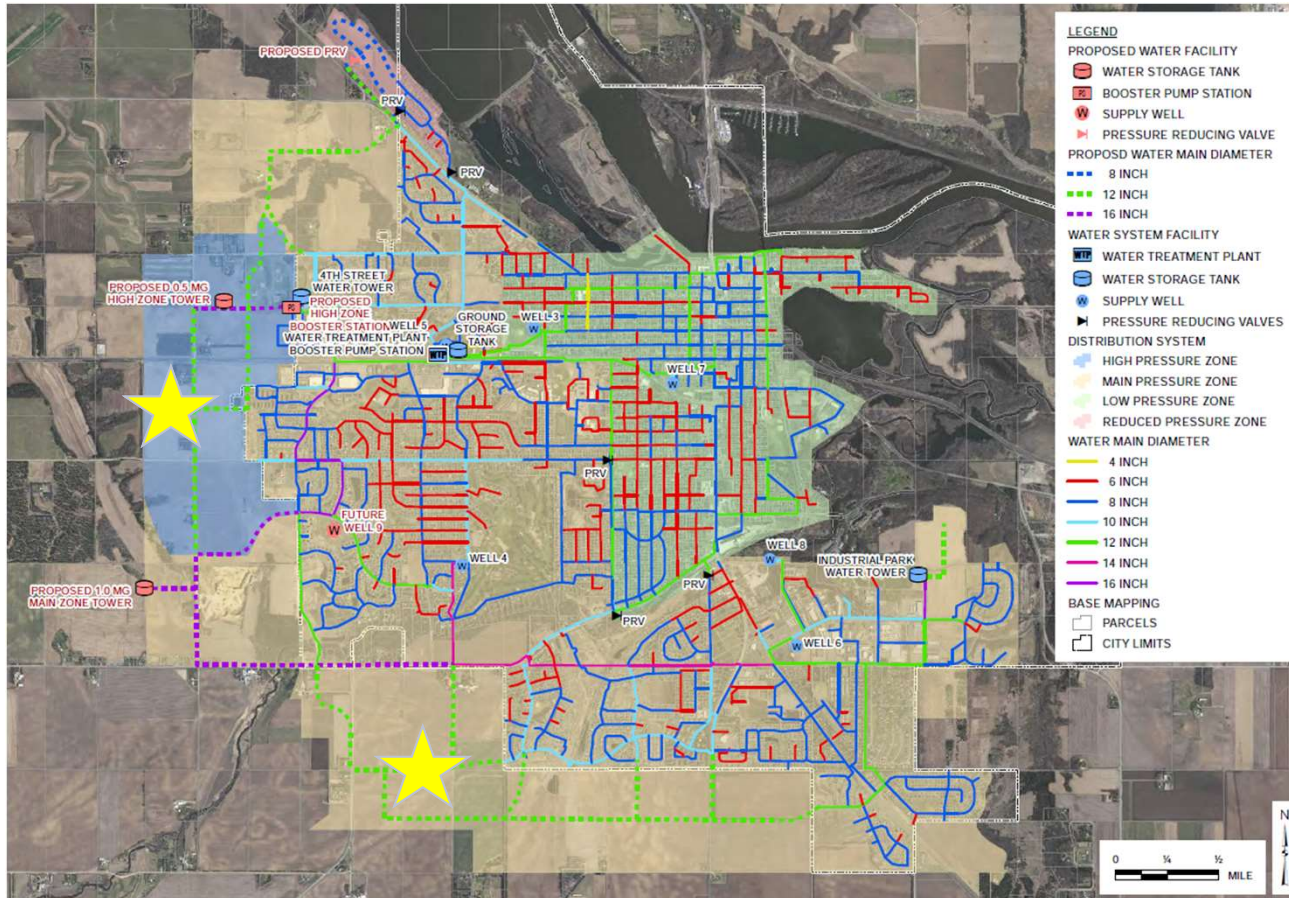 PROPOSED PRV
PRV
PRV
4TH STREET
WATER TOWER
PROPOSED 0.5 MG
HIGH ZONE TOWER
PS
PROPOSED
HIGH ZONE
BOOSTER STATION
WELL 5
WATER TREATMENT PLANT
BOOSTER PUMP STATION
WTP
GROUND
STORAGE
TANK
WELL 3
W
WELL 7
W
PRV
FUTURE
WELL 9
W
WELL 4
W
WELL 8
W
INDUSTRIAL PARK
WATER TOWER
PROPOSED 1.0 MG
MAIN ZONE TOWER
PRV
PRV
WELL 6
W
LEGEND
PROPOSED WATER FACILITY
WATER STORAGE TANK
PS BOOSTER PUMP STATION
W SUPPLY WELL
PRESSURE REDUCING VALVE
PROPOSD WATER MAIN DIAMETER
8 INCH
12 INCH
16 INCH
WATER SYSTEM FACILITY
WTP WATER TREATMENT PLANT
WATER STORAGE TANK
W SUPPLY WELL
PRESSURE REDUCING VALVES
DISTRIBUTION SYSTEM
HIGH PRESSURE ZONE
MAIN PRESSURE ZONE
LOW PRESSURE ZONE
REDUCED PRESSURE ZONE
WATER MAIN DIAMETER
4 INCH
6 INCH
8 INCH
10 INCH
12 INCH
14 INCH
16 INCH
BASE MAPPING
PARCELS
CITY LIMITS
N
0 ¼ ½
MILE